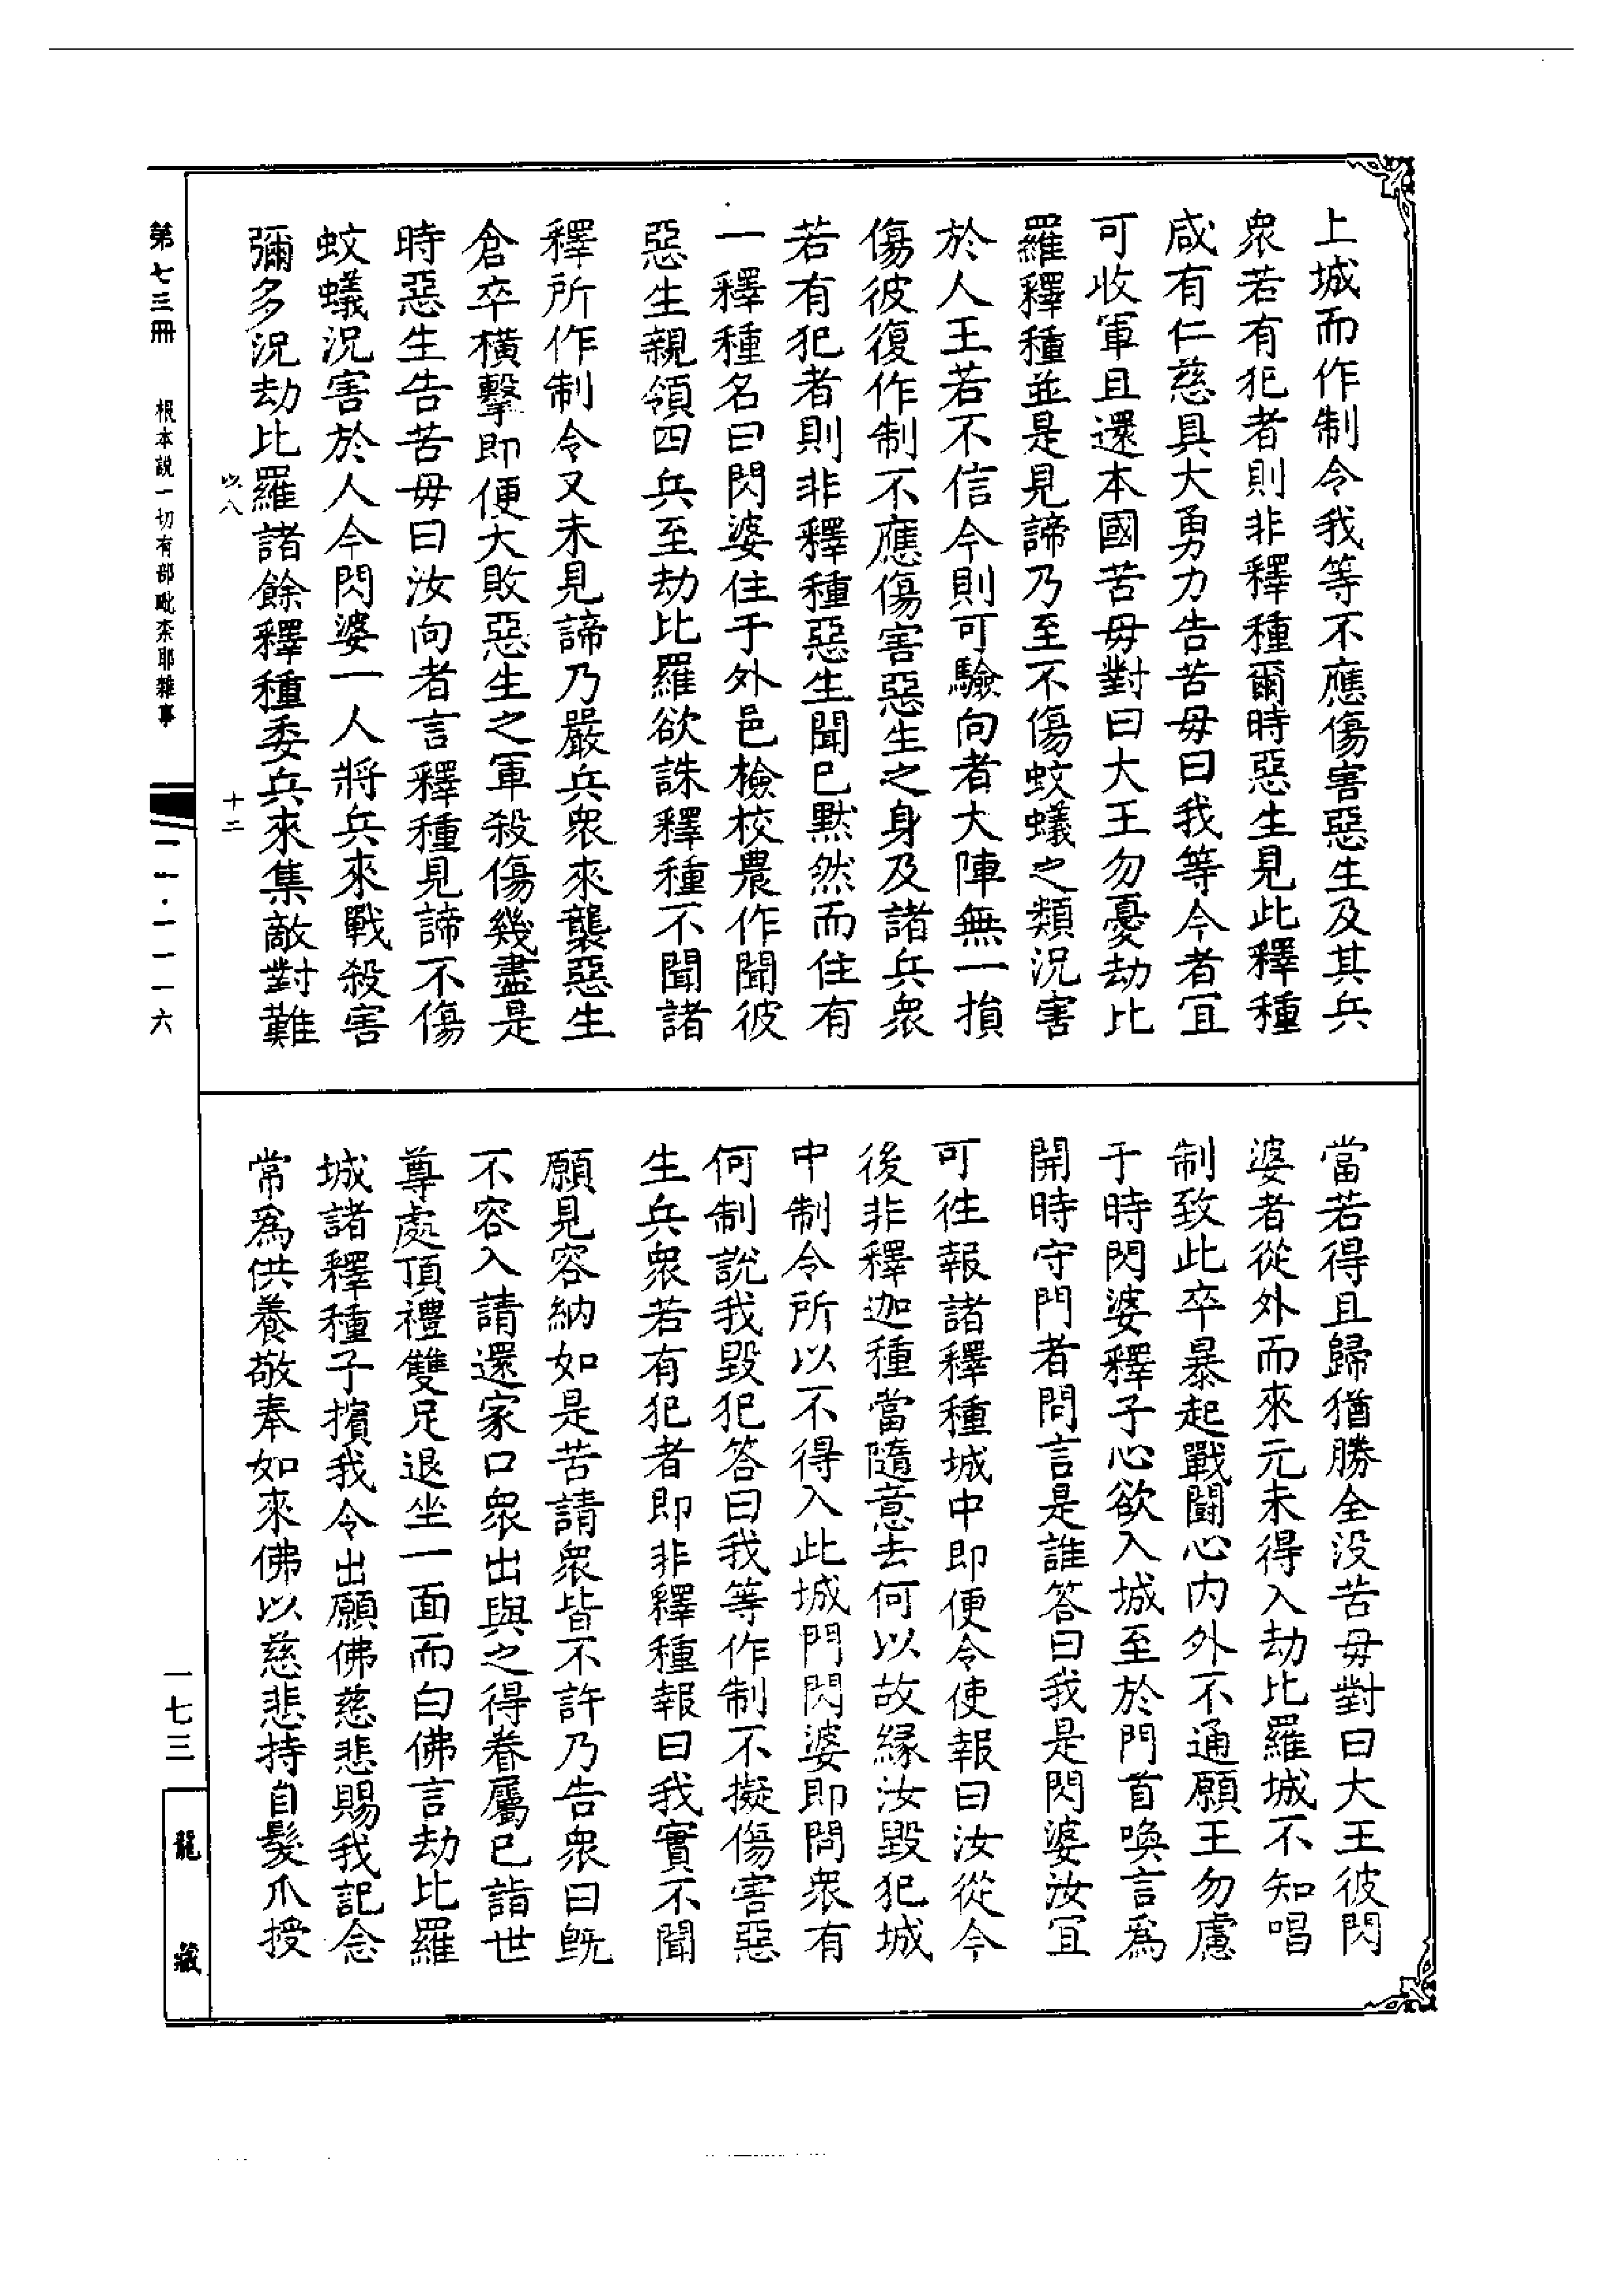 上城而作制令我等不應傷害惡生及其兵
衆若有犯者則非釋種爾時惡生見此釋種
咸有仁慈具大勇力告苦毋曰我等今者宜
可收軍且還本國苦毋對曰大王勿憂劫比
羅釋種並是見諦乃至不傷蚊蟻之類況害
於人王若不信今則可驗向者大陣無一損
傷彼復作制不應傷害惡生之身及諸兵衆
若有犯者則非釋種惡生聞已默然而住有
一釋種名曰閃婆住于外邑檢校農作聞彼
惡生親領四兵至劫比羅欲誅釋種不聞諸
釋所作制令又未見諦乃嚴兵衆來襲惡生
倉卒橫擊即便大敗惡生之軍殺傷幾盡是
時惡生告苦毋曰汝向者言釋種見諦不傷
蚊蟻況害於人今閃婆一人將兵來戰殺害
彌多況劫比羅諸餘釋種委兵來集敵對難
當若得且歸猶勝全没苦毋對曰大王彼閃
婆者從外而來元未得入劫比羅城不知唱
制致此卒暴起戰鬪心内外不通願王勿慮
于時閃婆釋子心欲入城至於門首喚言爲
開時守門者問言是誰答曰我是閃婆汝宜
可往報諸釋種城中即便令使報曰汝從今
後非釋迦種當隨意去何以故緣汝毀犯城
中制令所以不得入此城門閃婆即問衆有
何制說我毀犯答曰我等作制不擬傷害惡
生兵衆若有犯者即非釋種報曰我實不聞
願見容納如是苦請衆皆不許乃告衆曰旣
不容入請還家口衆出與之得眷屬已詣世
尊處頂禮雙足退坐一面而白佛言劫比羅
城諸釋種子擯我令出願佛慈悲賜我記念
常爲供養敬奉如來佛以慈悲持自髮爪授
以八
十二
第七三冊
根本說一切有部毗柰耶雜事
一一·一一一六
一七三
龍藏